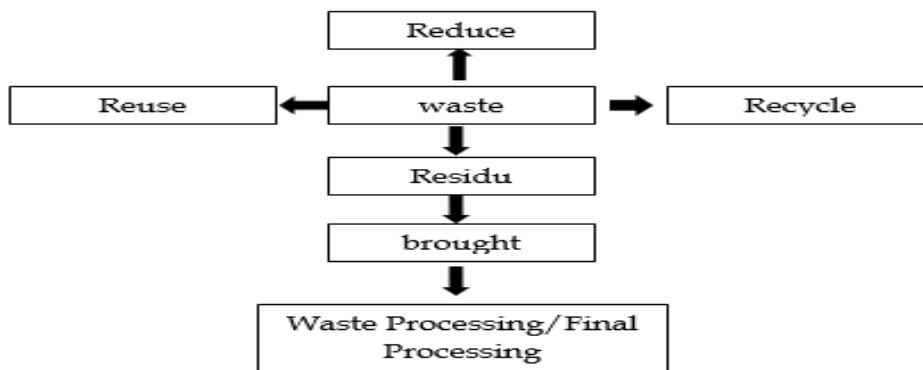 Reduce
Reuse
waste
Recycle
Residu
brought
Waste Processing/Final
Processing